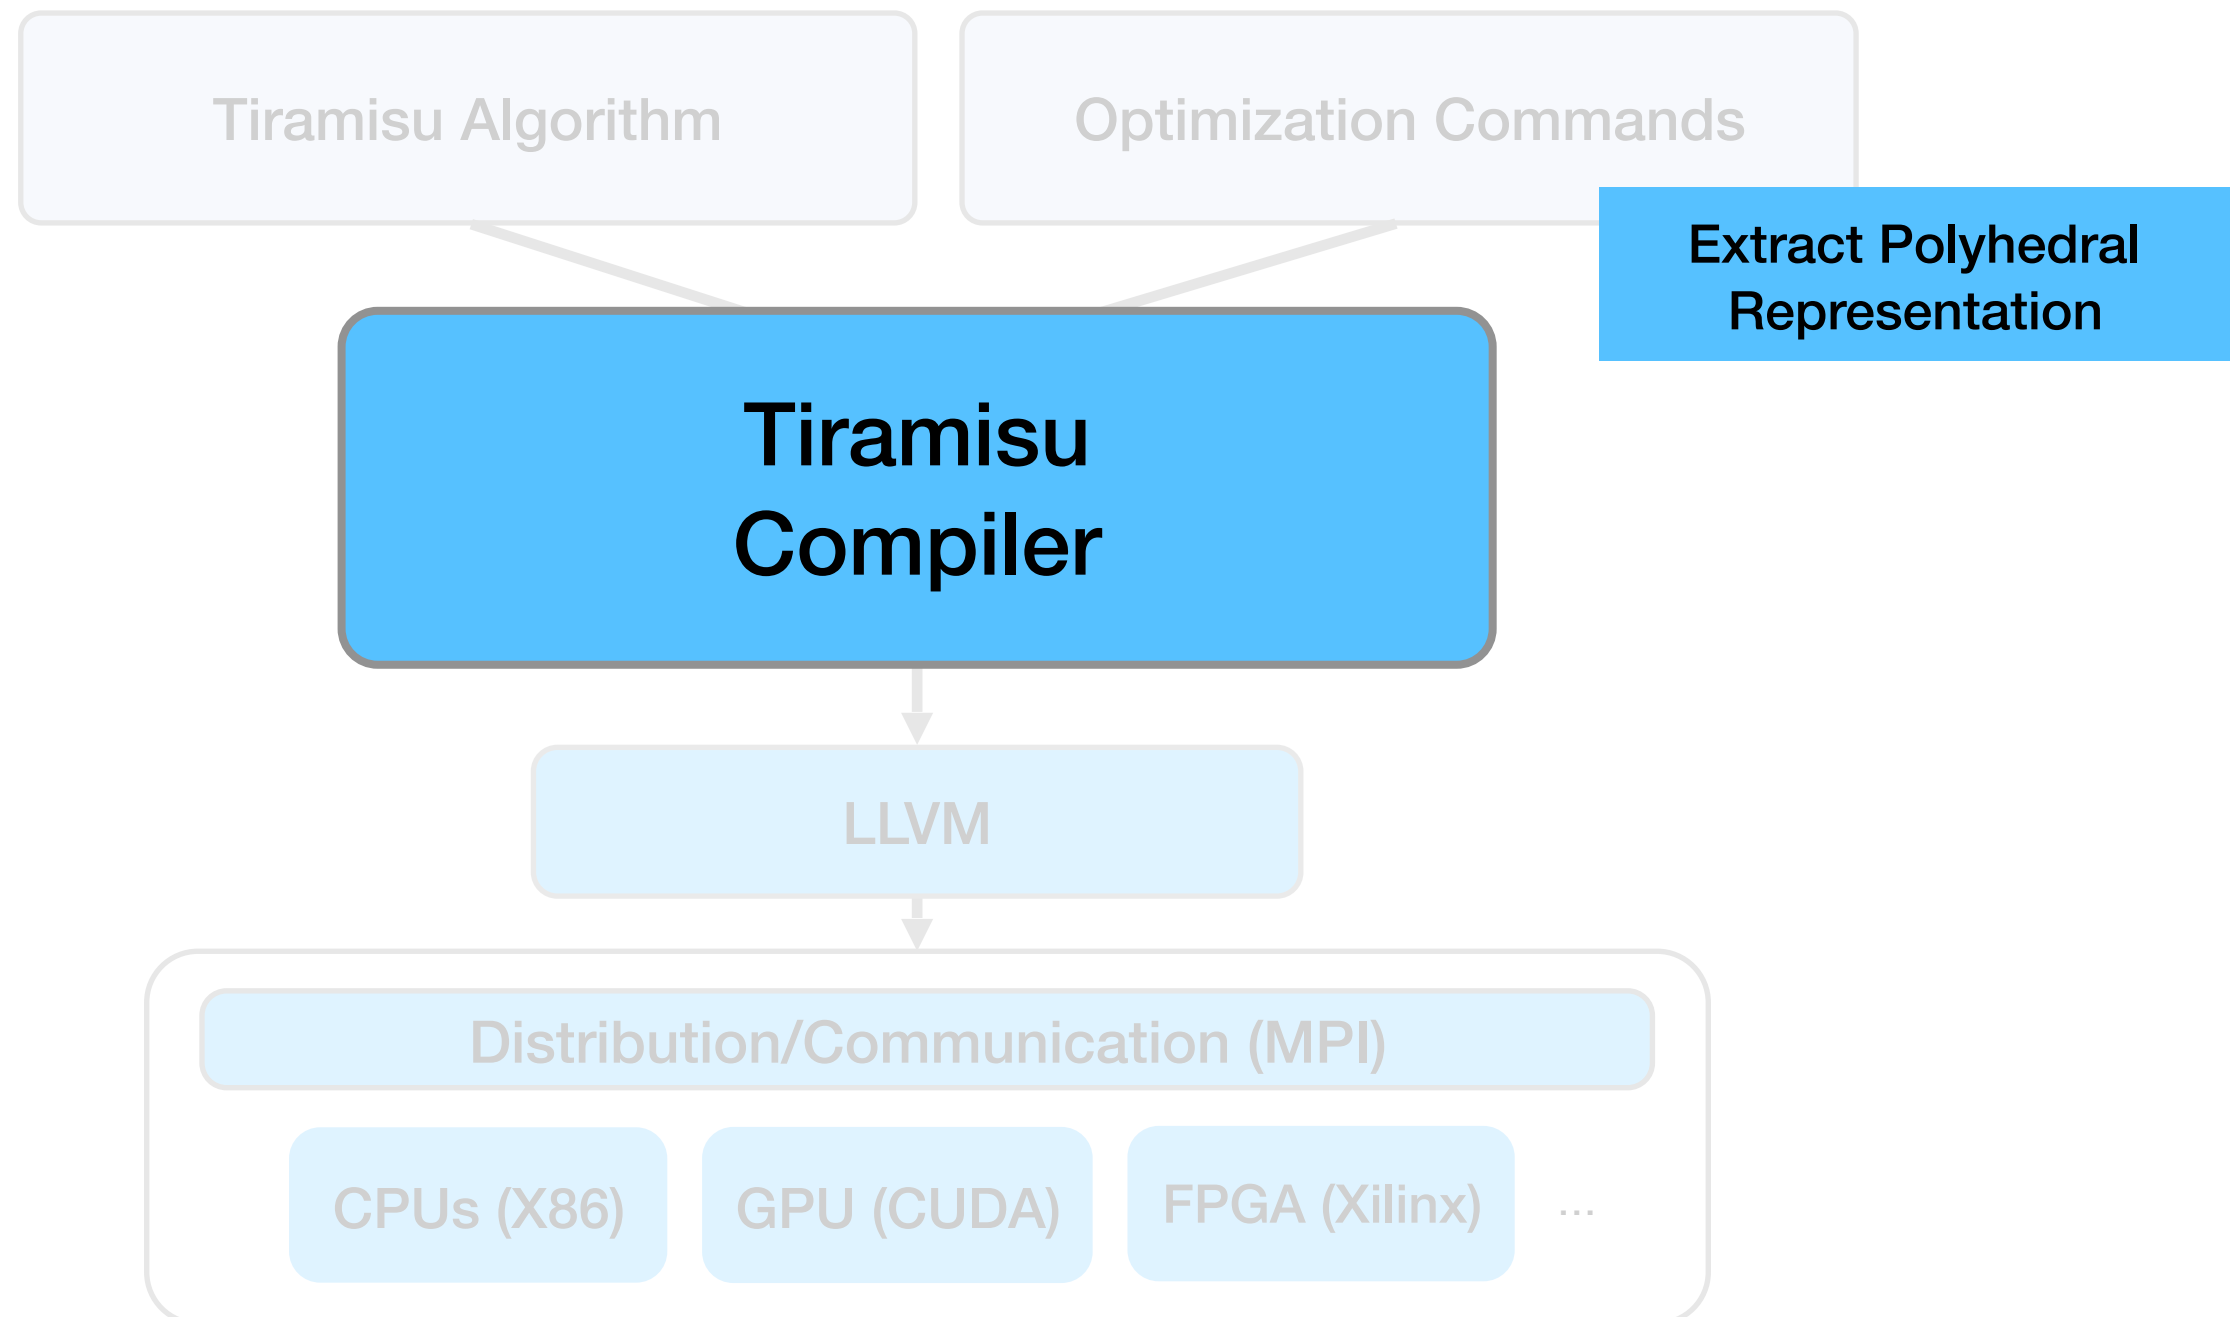 Tiramisu Algorithm
Optimization Commands
Extract Polyhedral
Representation
Tiramisu
Compiler
LLVM
Distribution/Communication (MPI)
CPUs (X86)
GPU (CUDA)
FPGA (Xilinx)
...